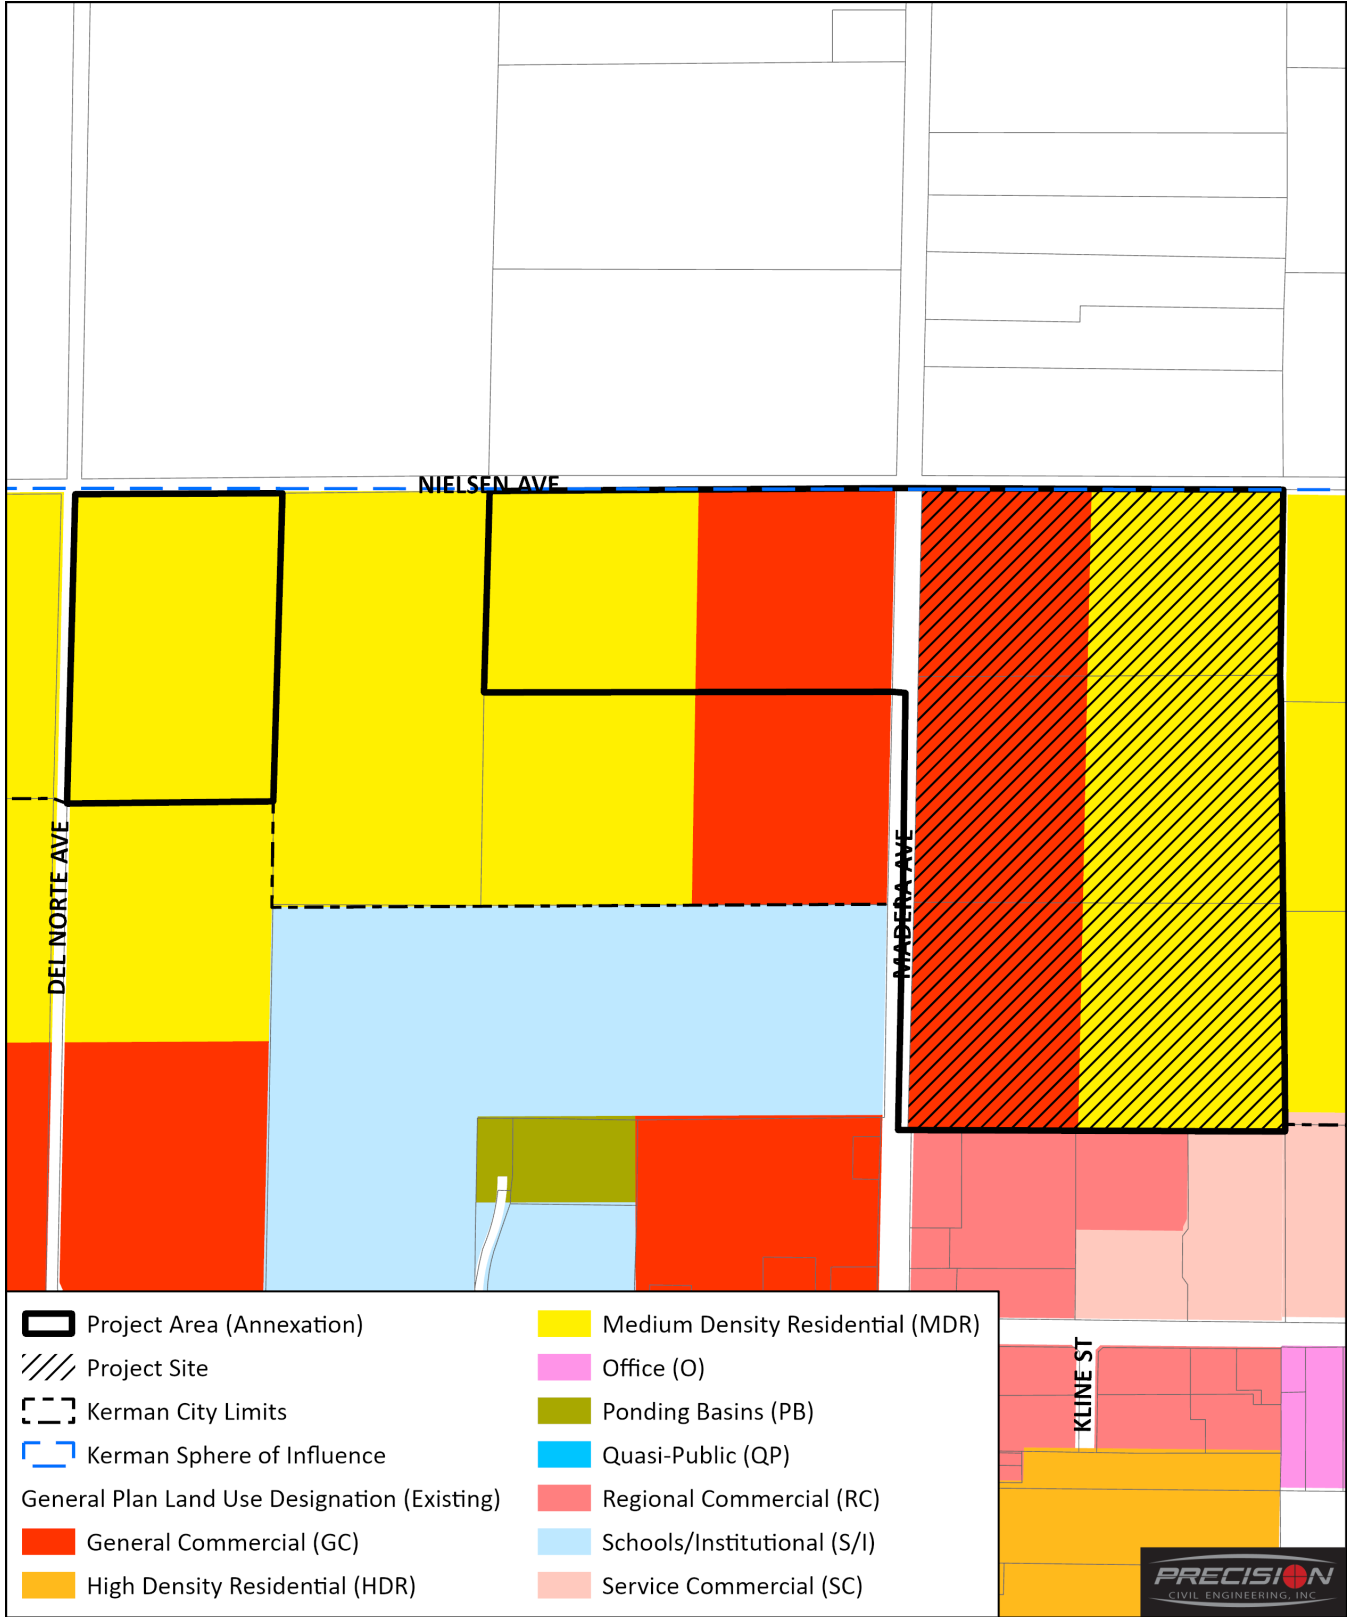 NIELSEN AVE
DEL NORTE AVE
MADERA AVE
KLINE ST
Project Area (Annexation)
Project Site
Kerman City Limits
Kerman Sphere of Influence
General Plan Land Use Designation (Existing)
General Commercial (GC)
High Density Residential (HDR)
Medium Density Residential (MDR)
Office (O)
Ponding Basins (PB)
Quasi-Public (QP)
Regional Commercial (RC)
Schools/Institutional (S/I)
Service Commercial (SC)
PRECISION
CIVIL ENGINEERING, INC